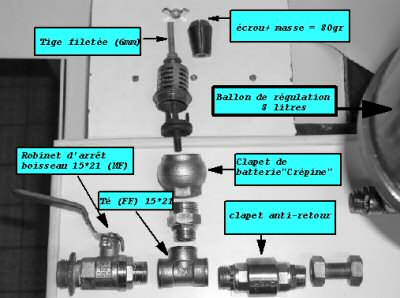 écrou+ masse = 80gr
Tige filetée (6mm)
Ballon de régulation
8 litres
Robinet d'arrêt
boisseau 15*21 (MF)
Clapet de
batterie"Crépine"
Té (FF) 15*21
clapet anti-retour